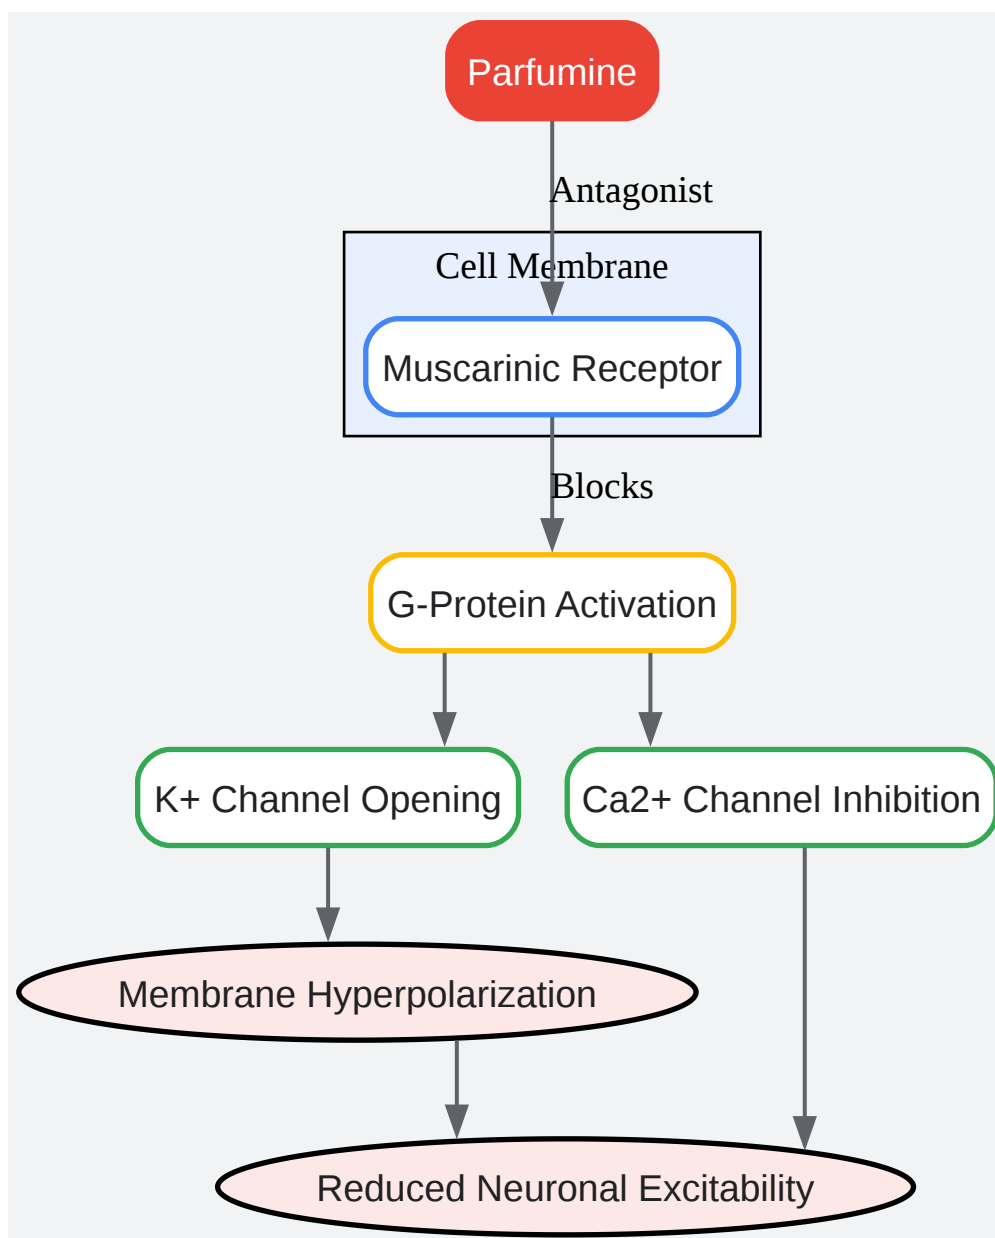 Parfumine
Antagonist
Cell Membrane
Muscarinic Receptor
Blocks
G-Protein Activation
K+ Channel Opening
Ca2+ Channel Inhibition
Membrane Hyperpolarization
Reduced Neuronal Excitability